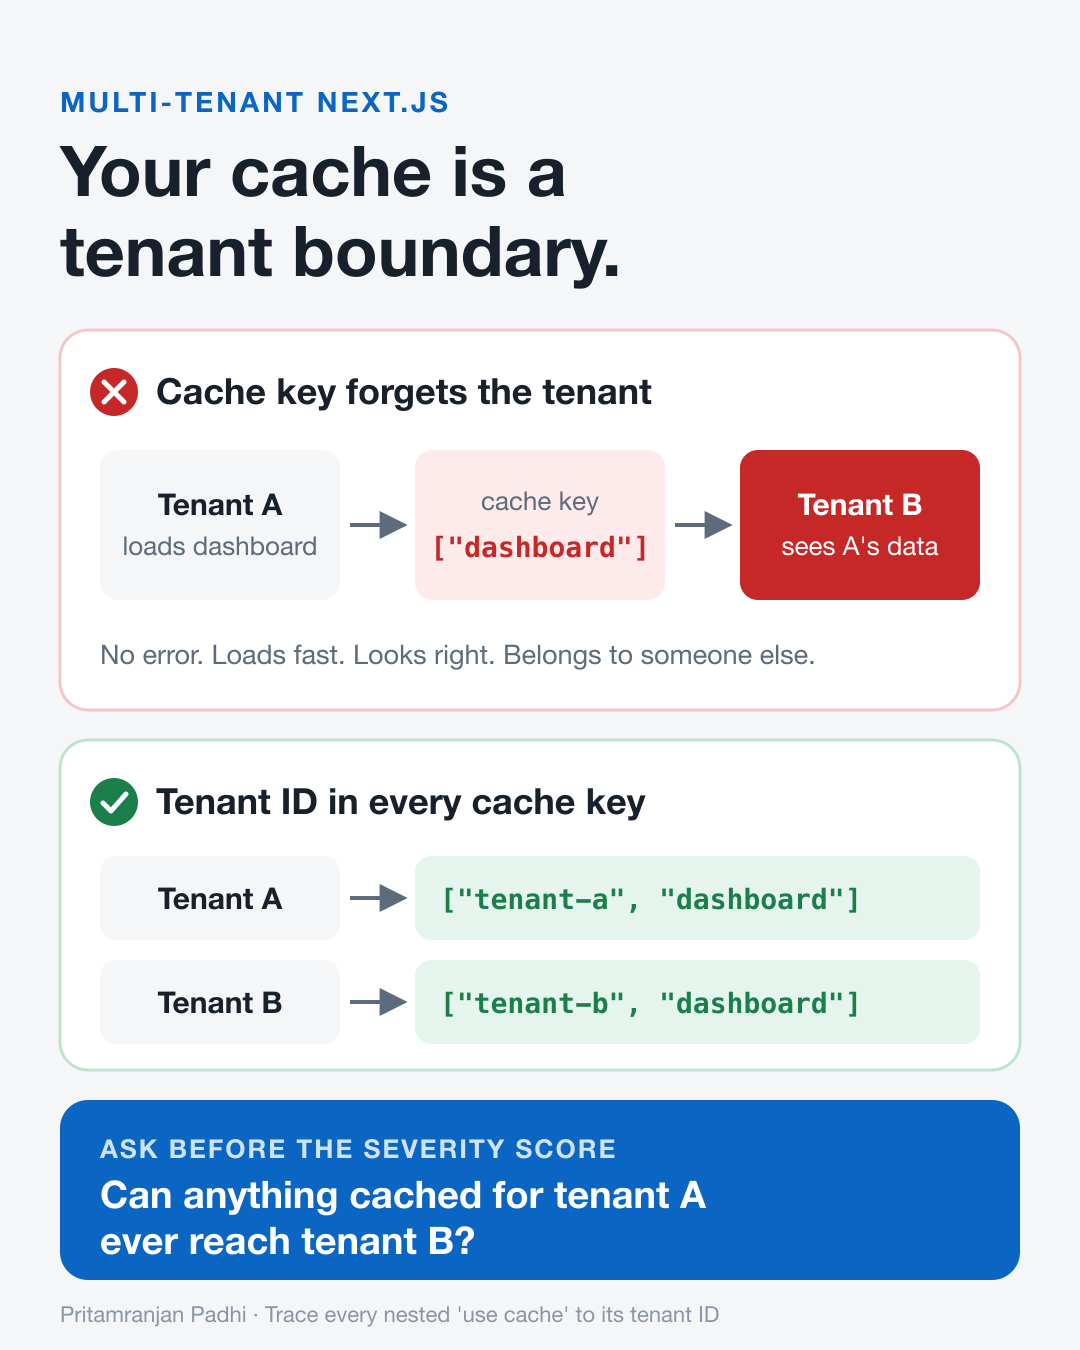 MULTI-TENANT NEXT.JS
Your cache is a
tenant boundary.
Cache key forgets the tenant
Tenant A
loads dashboard
cache key
["dashboard"]
Tenant B
sees A's data
No error. Loads fast. Looks right. Belongs to someone else.
Tenant ID in every cache key
Tenant A
["tenant-a", "dashboard"]
Tenant B
["tenant-b", "dashboard"]
ASK BEFORE THE SEVERITY SCORE
Can anything cached for tenant A
ever reach tenant B?
Pritamranjan Padhi · Trace every nested 'use cache' to its tenant ID